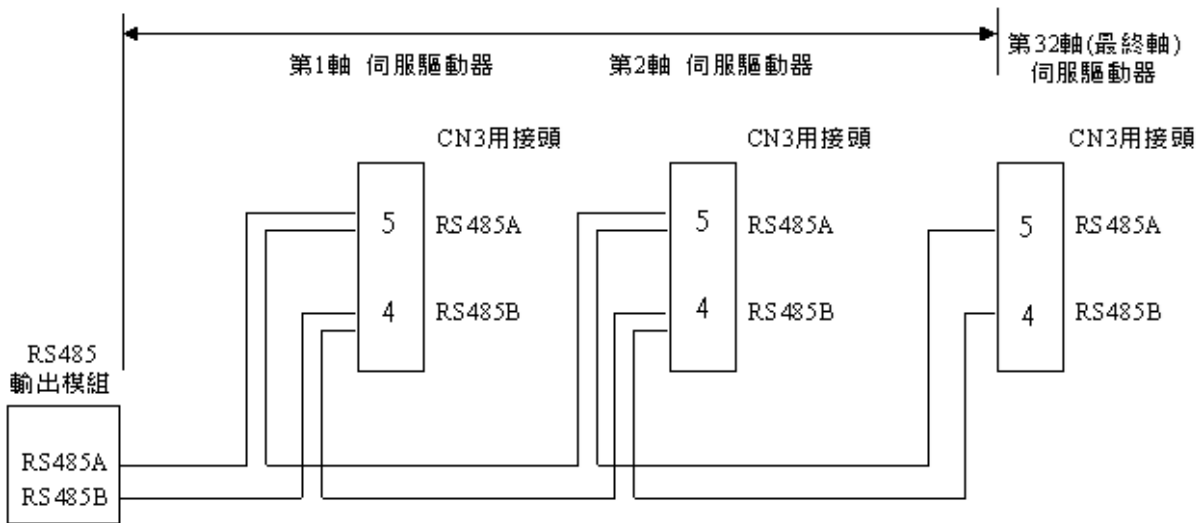 第1軸 伺服驅動器
第2軸 伺服驅動器
第32軸(最終軸)
伺服驅動器
CN3用接頭
CN3用接頭
CN3用接頭
5
RS485A
5
RS485A
5
RS485A
4
RS485B
4
RS485B
4
RS485B
RS485
輸出模組
RS485A
RS485B